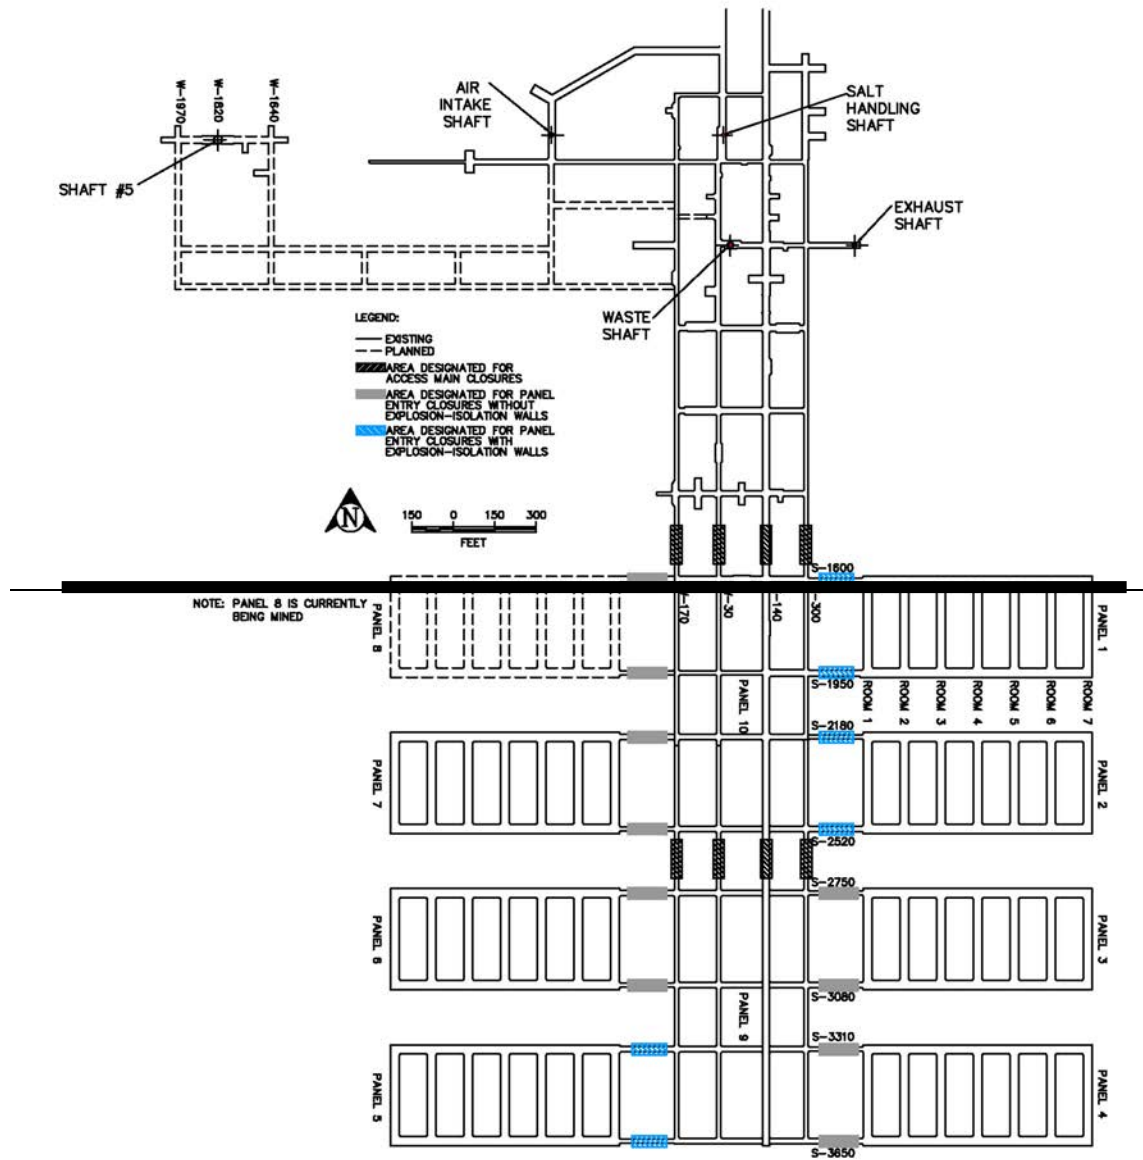 W-1970
W-1820
W-1640
AIR
INTAKE
SHAFT
SALT
HANDLING
SHAFT
SHAFT #5
EXHAUST
SHAFT
WASTE
SHAFT
LEGEND:
EXISTING
PLANNED
AREA DESIGNATED FOR
ACCESS MAIN CLOSURES
AREA DESIGNATED FOR PANEL
ENTRY CLOSURES WITHOUT
EXPLOSION-ISOLATION WALLS
AREA DESIGNATED FOR PANEL
ENTRY CLOSURES WITH
EXPLOSION-ISOLATION WALLS
N
150 0 150 300
FEET
S-1600
NOTE: PANEL 8 IS CURRENTLY
BEING MINED
PANEL 8
-170
-30
-140
-300
PANEL 1
S-1950
ROOM 1
ROOM 2
ROOM 3
ROOM 4
ROOM 5
ROOM 6
ROOM 7
PANEL 10
S-2180
PANEL 7
PANEL 2
S-2520
S-2750
PANEL 6
PANEL 3
S-3080
PANEL 9
S-3310
PANEL 5
PANEL 4
S-3650